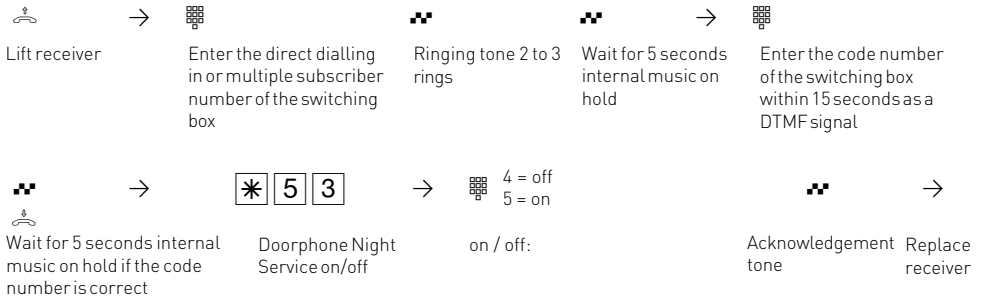 Lift receiver
Enter the direct dialling
in or multiple subscriber
number of the switching
box
Ringing tone 2 to 3
rings
Wait for 5 seconds
internal music on
hold
Enter the code number
of the switching box
within 15 seconds as a
DTMF signal
* 5 3
4 = off
5 = on
Wait for 5 seconds internal
music on hold if the code
number is correct
Doorphone Night
Service on/off
on / off:
Acknowledgement
tone
Replace
receiver